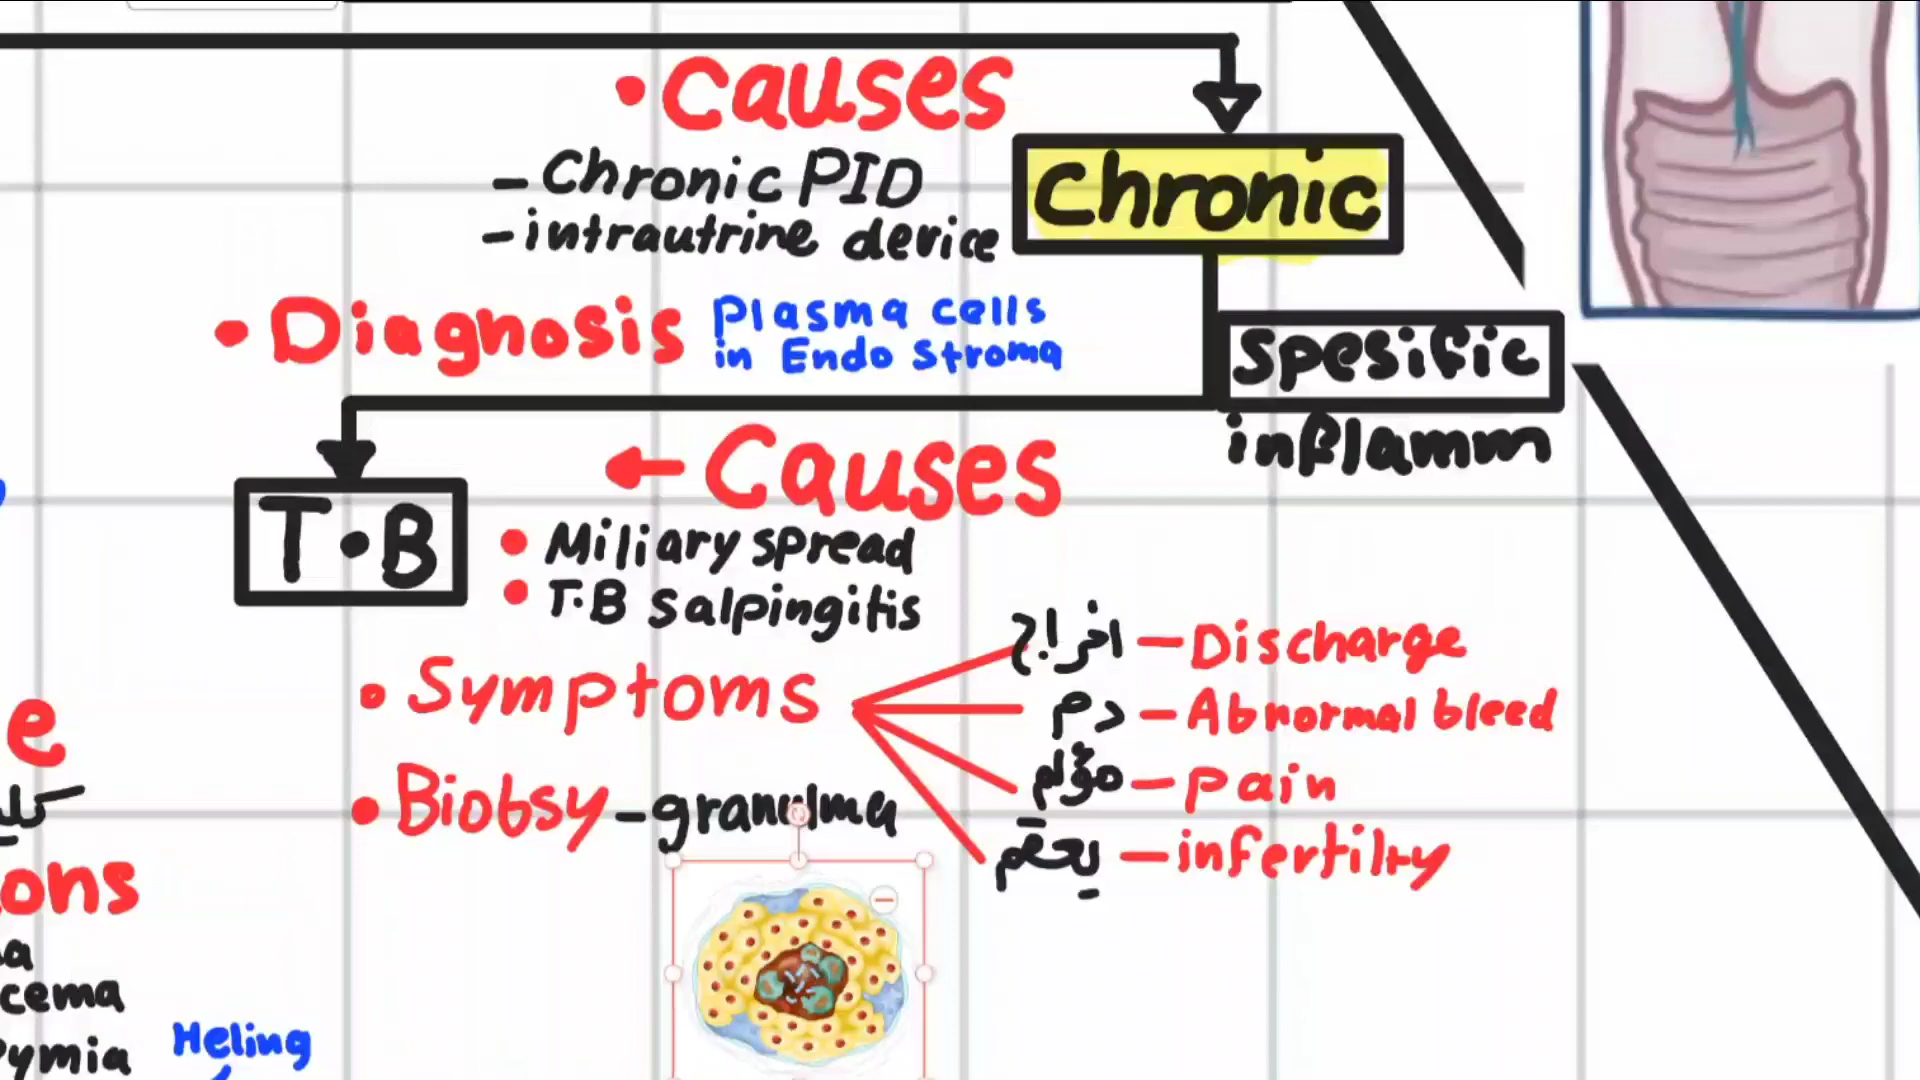 • Causes
- Chronic PID
- intrautrine device
Chronic
• Diagnosis
Plasma cells
in Endo Stroma
Spesific
inflamm
← Causes
T.B
• Miliary spread
• T.B Salpingitis
• Symptoms
افراج — Discharge
دم — Abnormal bleed
مؤلم — Pain
يعقم — infertilty
• Biobsy - granulma
e
ons
a
cema
ymia
Heling